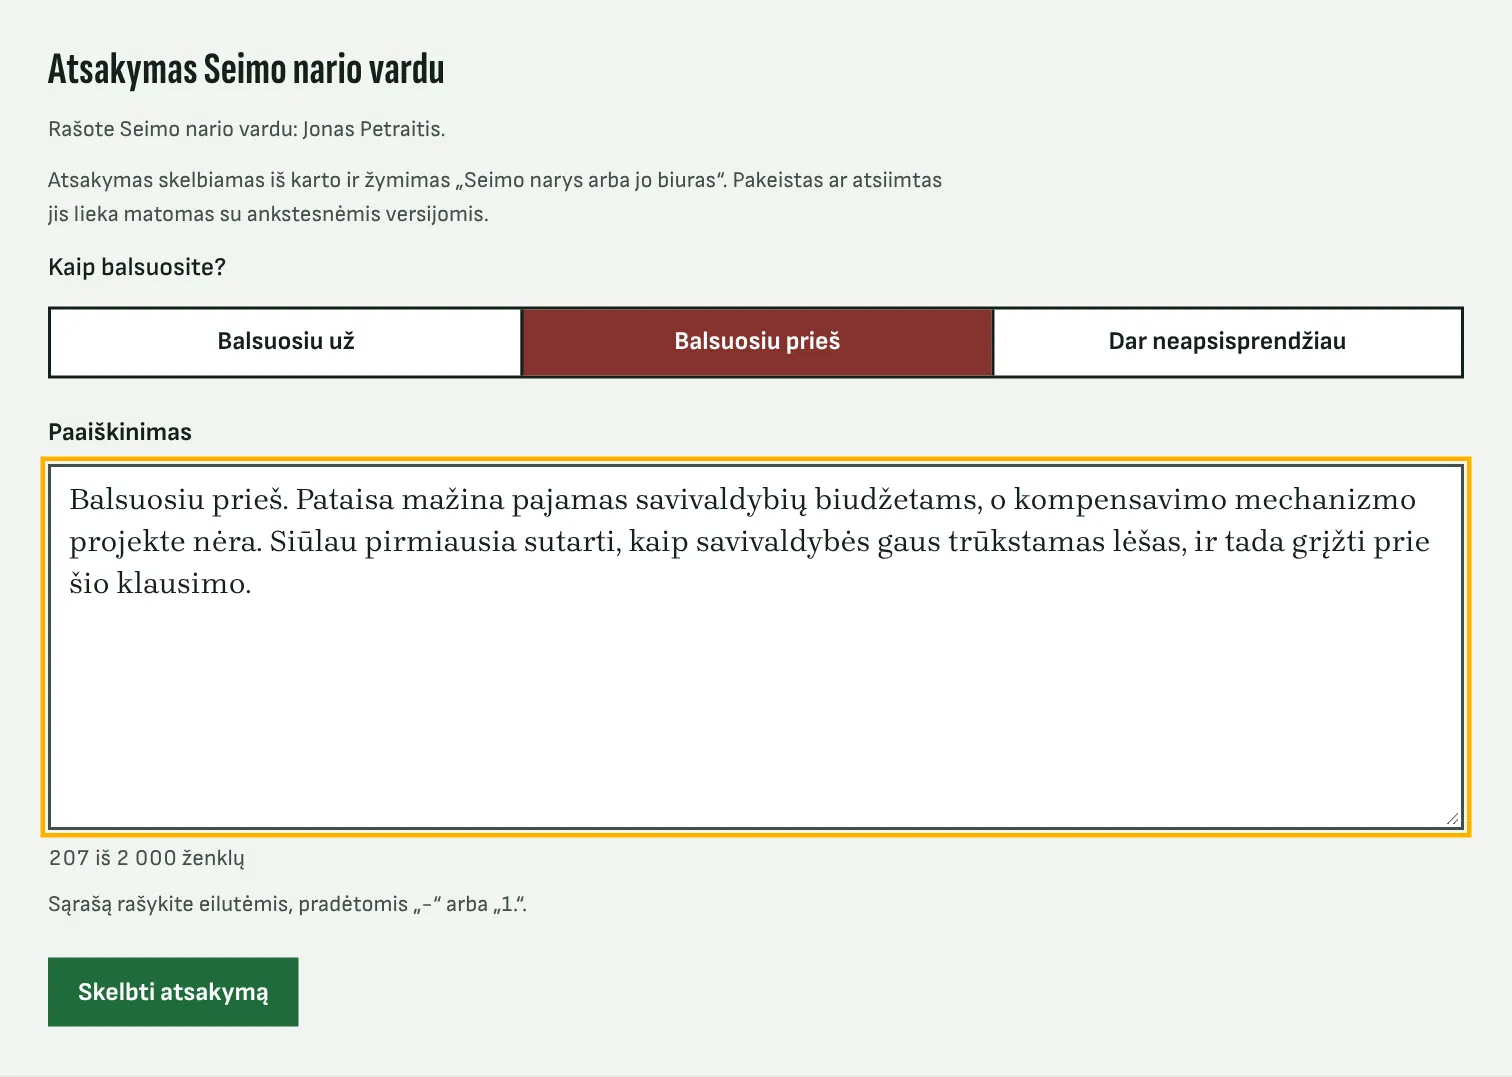 Atsakymas Seimo nario vardu
Rašote Seimo nario vardu: Jonas Petraitis.
Atsakymas skelbiamas iš karto ir žymimas „Seimo narys arba jo biuras“. Pakeistas ar atsiimtas
jis lieka matomas su ankstesnėmis versijomis.
Kaip balsuosite?
Balsuosiu už
Balsuosiu prieš
Dar neapsisprendžiau
Paaiškinimas
Balsuosiu prieš. Pataisa mažina pajamas savivaldybių biudžetams, o kompensavimo mechanizmo
projekte nėra. Siūlau pirmiausia sutarti, kaip savivaldybės gaus trūkstamas lėšas, ir tada grįžti prie
šio klausimo.
207 iš 2 000 ženklų
Sąrašą rašykite eilutėmis, pradėtomis „-“ arba „1.“.
Skelbti atsakymą